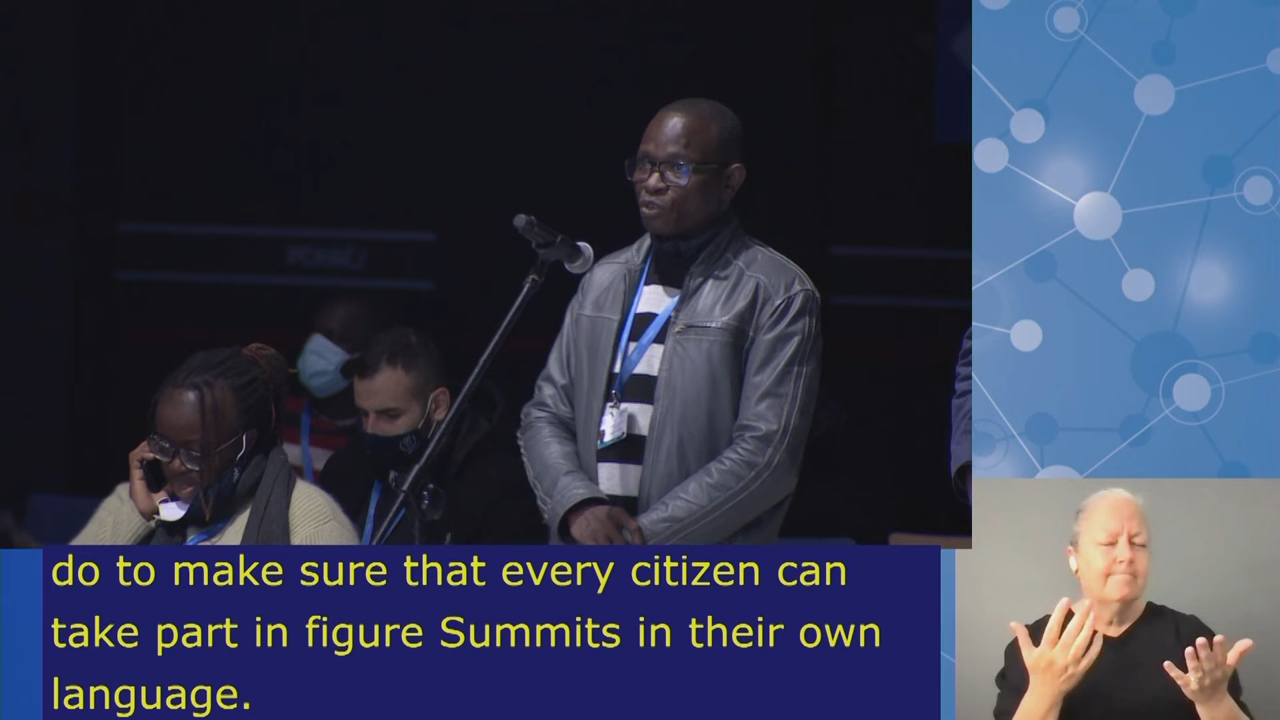 do to make sure that every citizen can
take part in figure Summits in their own
language.